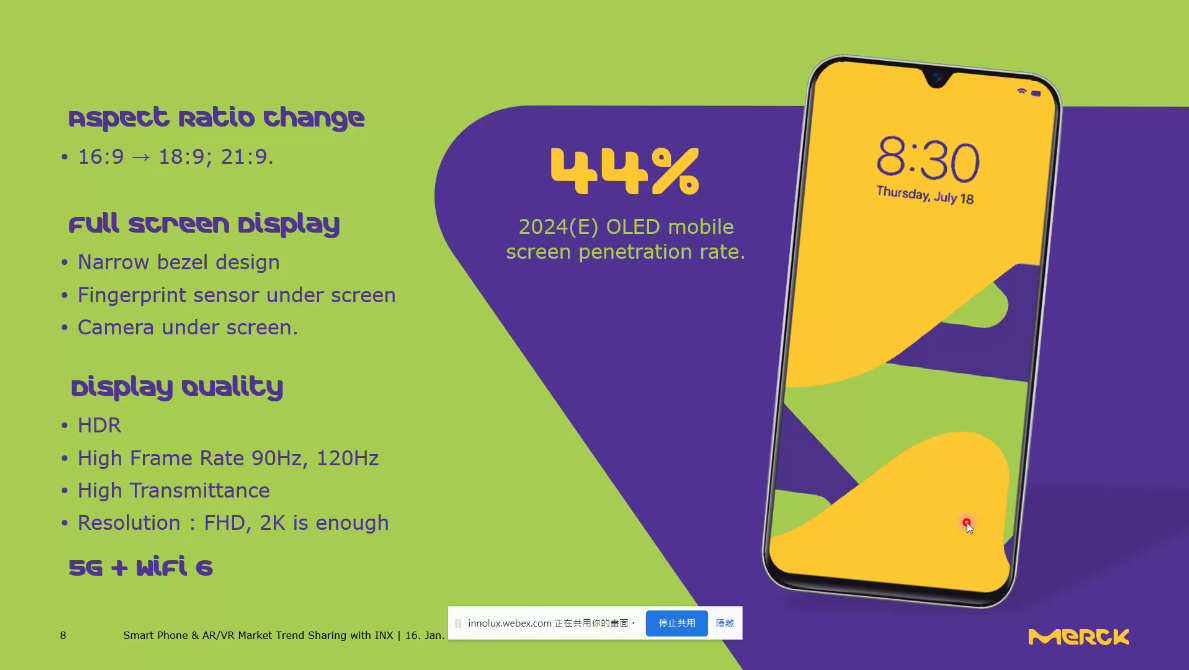 Aspect Ratio Change
• 16:9 → 18:9; 21:9.
Full Screen Display
• Narrow bezel design
• Fingerprint sensor under screen
• Camera under screen.
Display Quality
• HDR
• High Frame Rate 90Hz, 120Hz
• High Transmittance
• Resolution : FHD, 2K is enough
5G + WiFi 6
44%
2024(E) OLED mobile
screen penetration rate.
8:30
Thursday, July 18
8 Smart Phone & AR/VR Market Trend Sharing with INX | 16. Jan.
innolux.webex.com 正在共用你的畫面。 停止共用 隱藏
MERCK